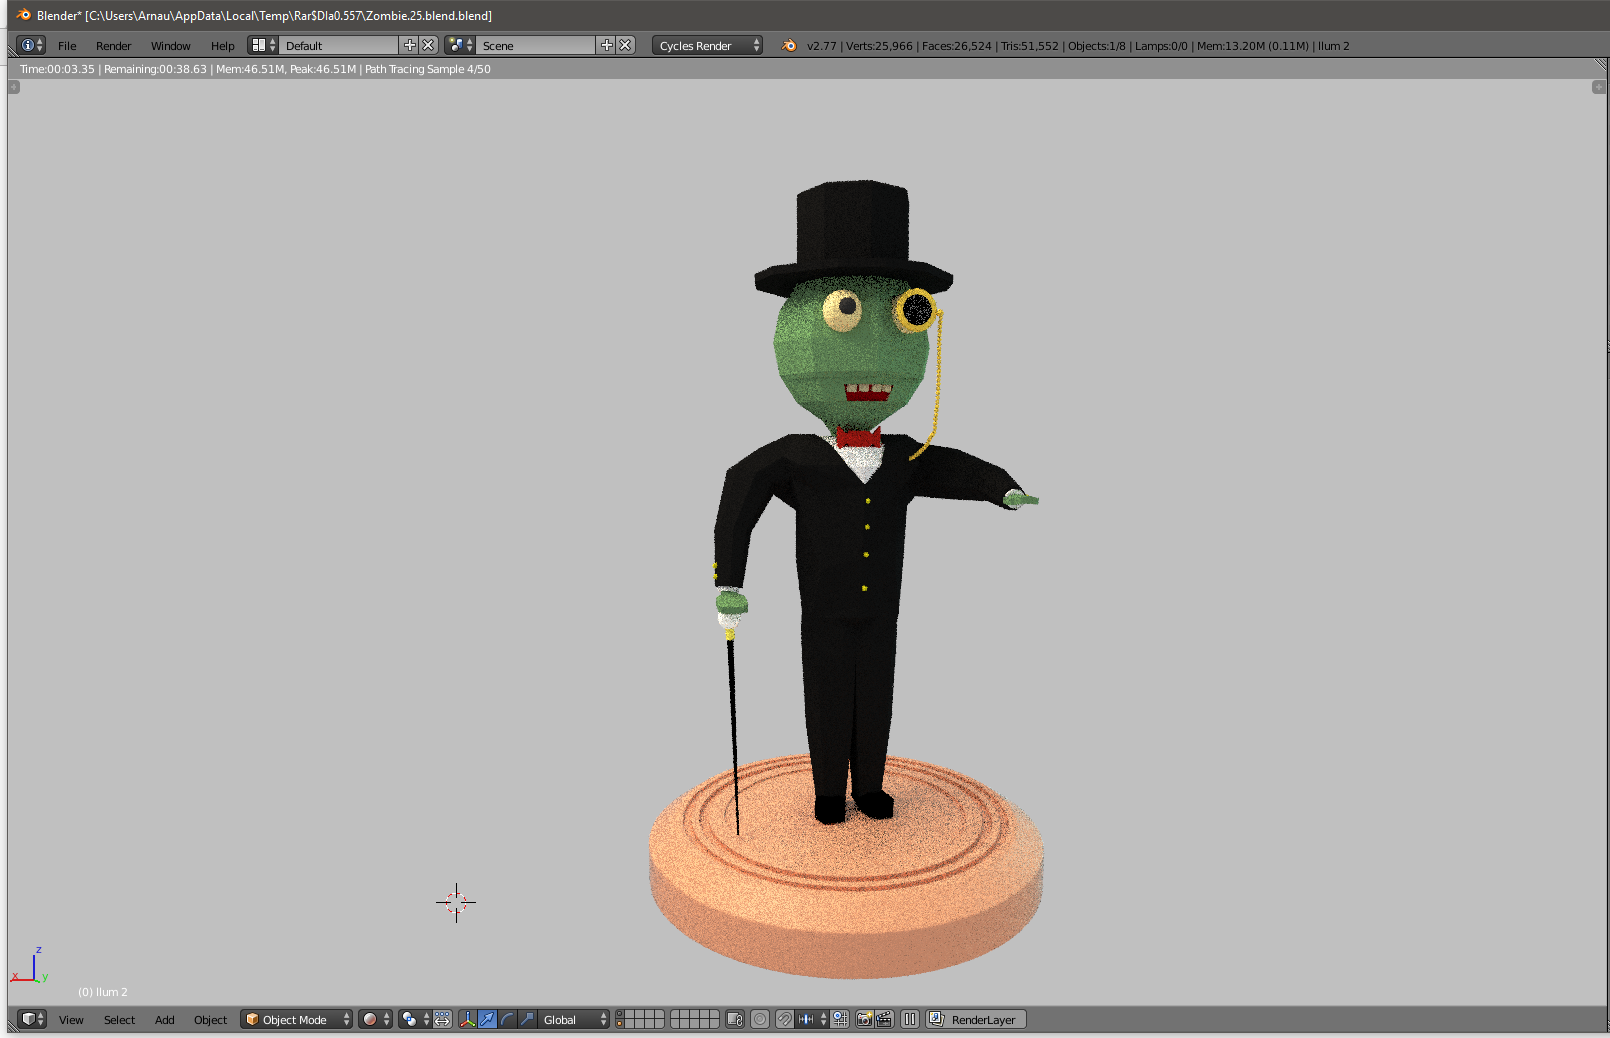 Blender* [C:\Users\Arnau\AppData\Local\Temp\Rar$DIa0.557\Zombie.25.blend.blend]
File Render Window Help Default Scene Cycles Render v2.77 | Verts:25,966 | Faces:26,524 | Tris:51,552 | Objects:1/8 | Lamps:0/0 | Mem:13.20M (0.11M) | llum 2
Time:00:03.35 | Remaining:00:38.63 | Mem:46.51M, Peak:46.51M | Path Tracing Sample 4/50
z
x y
(0) llum 2
View Select Add Object Object Mode Global RenderLayer